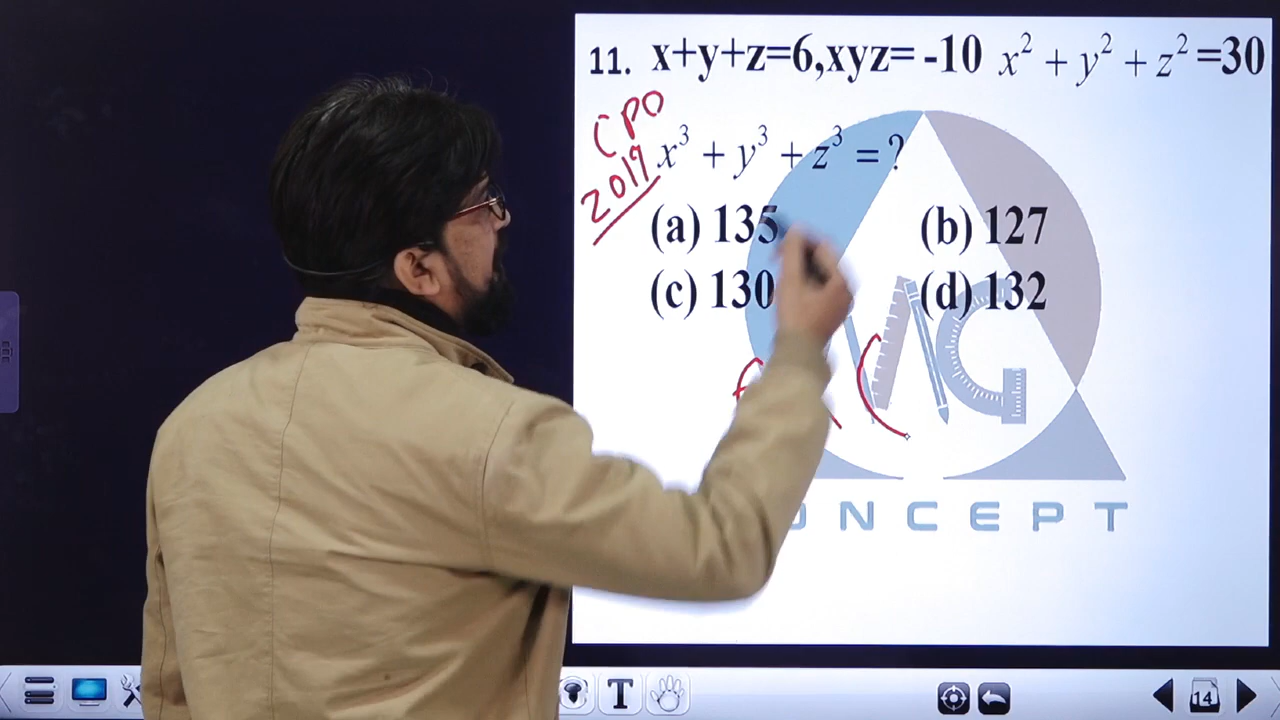 11. x+y+z=6,xyz= -10 x² + y² + z² =30
CPO
2019
x³ + y³ + z³ = ?
(a) 135 (b) 127
(c) 130 (d) 132
6 (
ONCEPT
T
14